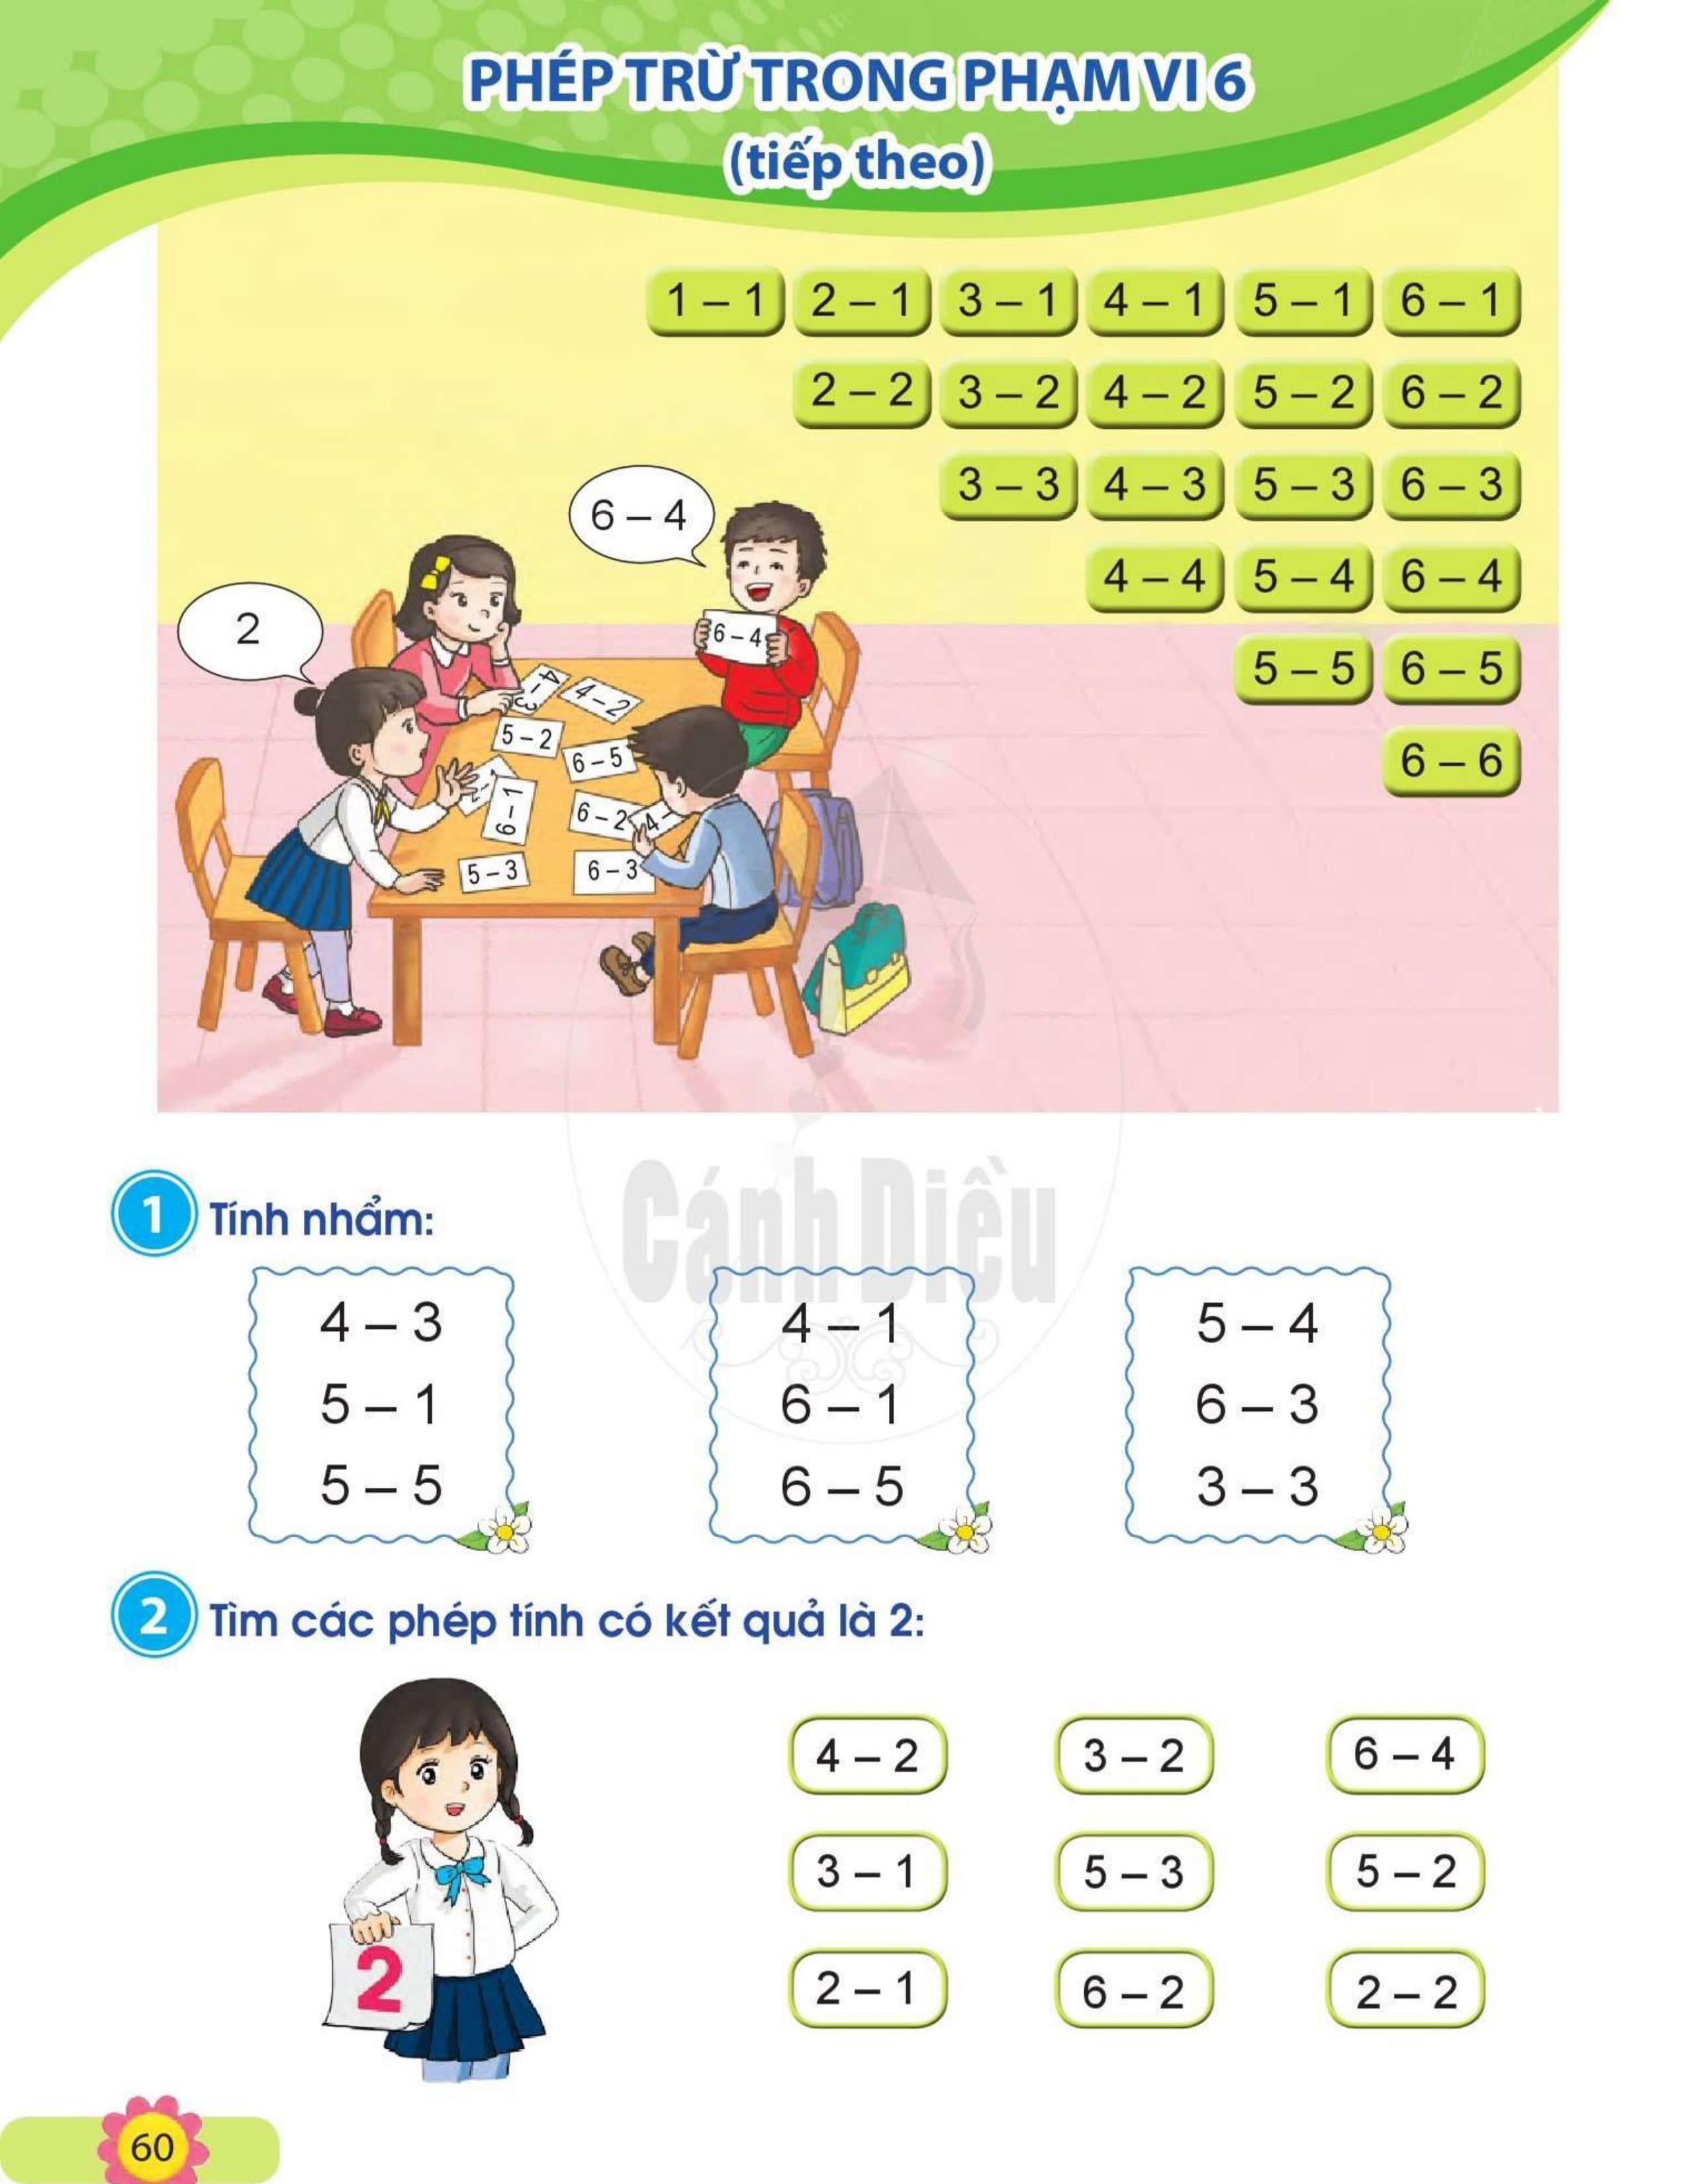 PHÉP TRỪ TRONG PHẠM VI 6
(tiếp theo)
1 – 1 2 – 1 3 – 1 4 – 1 5 – 1 6 – 1
2 – 2 3 – 2 4 – 2 5 – 2 6 – 2
3 – 3 4 – 3 5 – 3 6 – 3
4 – 4 5 – 4 6 – 4
5 – 5 6 – 5
6 – 6
6 – 4
2
6 – 4
4 – 3
4 – 2
5 – 2
6 – 5
6 – 1
6 – 2
4 –
5 – 3
6 – 3
Cánh Diều
1 Tính nhẩm:
4 – 3 4 – 1 5 – 4
5 – 1 6 – 1 6 – 3
5 – 5 6 – 5 3 – 3
2 Tìm các phép tính có kết quả là 2:
4 – 2 3 – 2 6 – 4
3 – 1 5 – 3 5 – 2
2 – 1 6 – 2 2 – 2
2
60